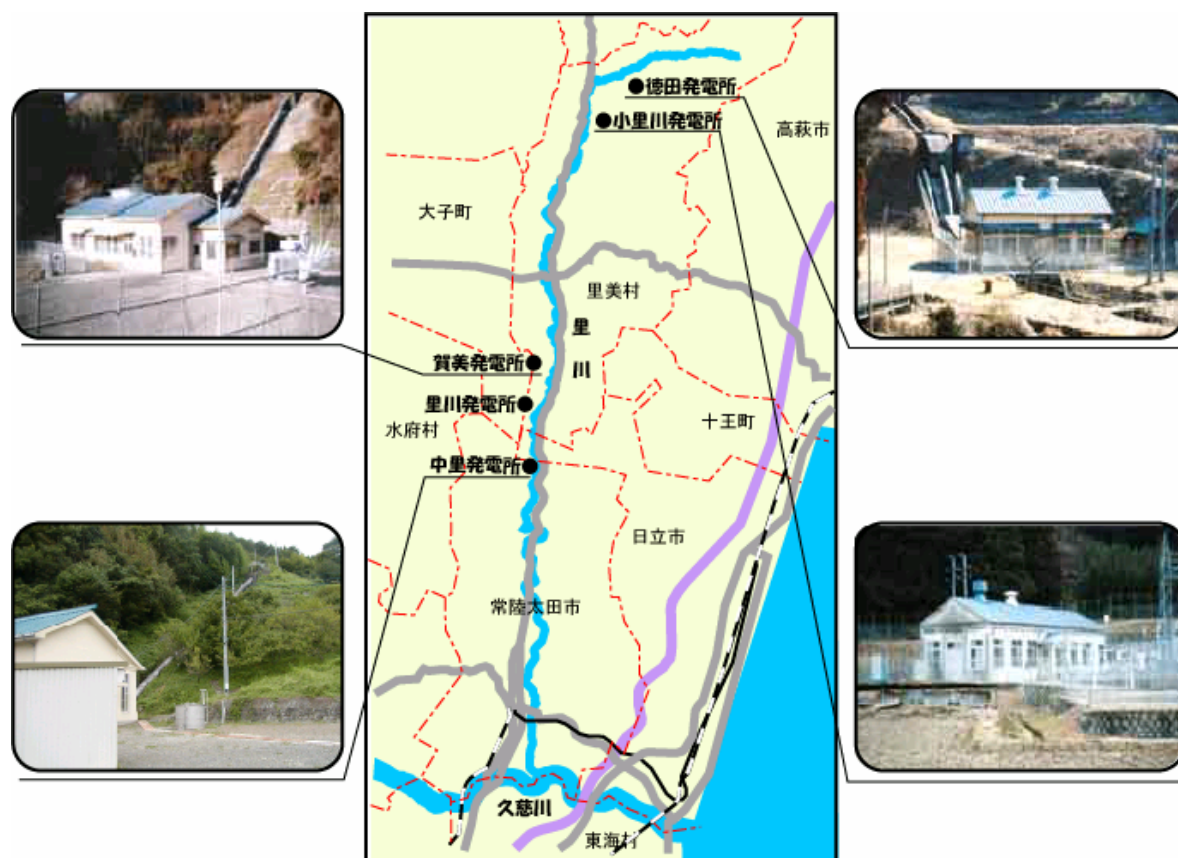 徳田発電所
小里川発電所
高萩市
大子町
里美村
里川
賀美発電所
里川発電所
水府村
十王町
中里発電所
日立市
常陸太田市
久慈川
東海村